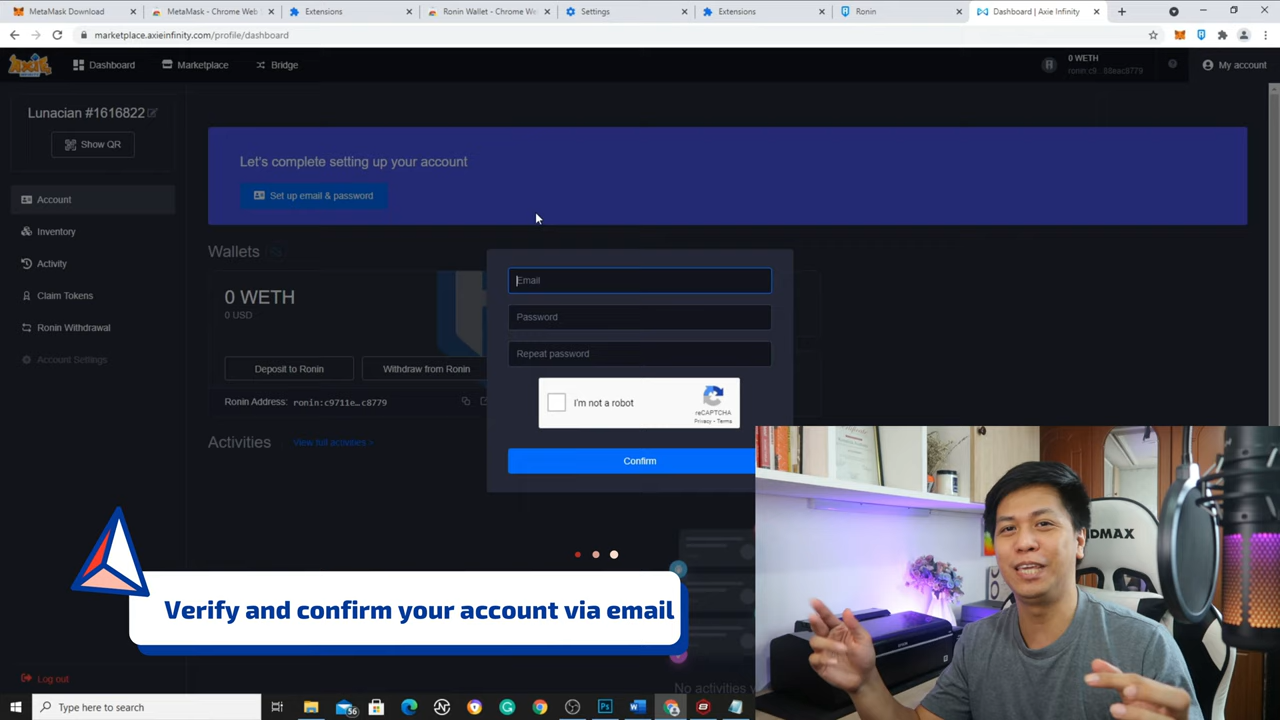 MetaMask Download
MetaMask - Chrome Web
Extensions
Ronin Wallet - Chrome We
Settings
Extensions
Ronin
Dashboard | Axie Infinity
marketplace.axieinfinity.com/profile/dashboard
Dashboard
Marketplace
Bridge
0 WETH
My account
Lunacian #1616822
Show QR
Let's complete setting up your account
Set up email & password
Account
Inventory
Activity
Claim Tokens
Ronin Withdrawal
Account Settings
Wallets
0 WETH
0 USD
Deposit to Ronin
Withdraw from Ronin
Ronin Address: ronin:c9711e...c8779
Activities
View full activities >
Email
Password
Repeat password
I'm not a robot
reCAPTCHA
Privacy - Terms
Confirm
Verify and confirm your account via email
No activities
Log out
Type here to search
56